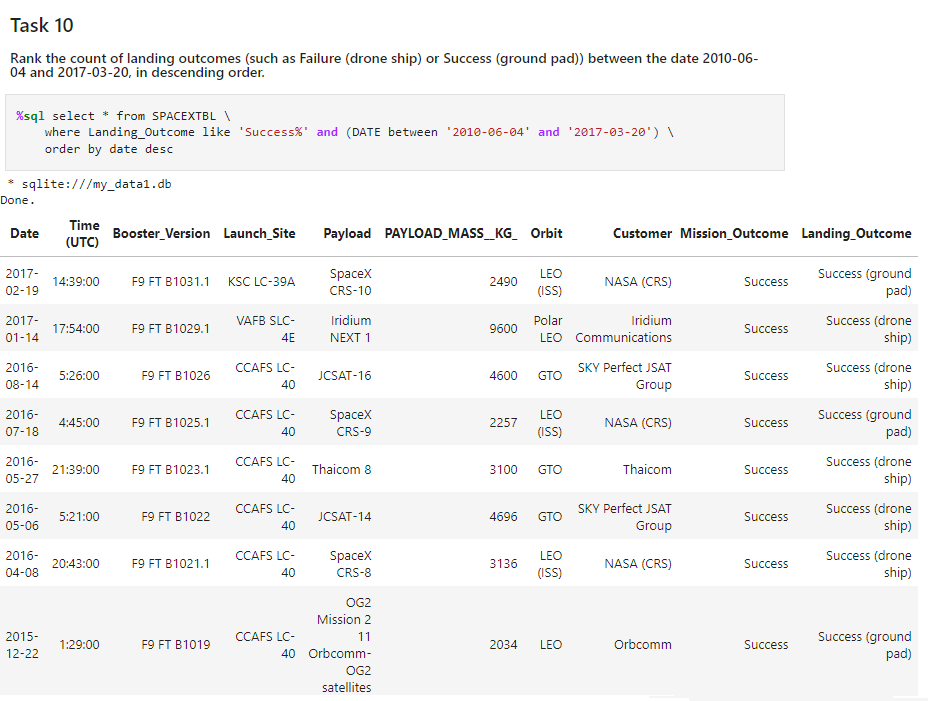 Task 10
Rank the count of landing outcomes (such as Failure (drone ship) or Success (ground pad)) between the date 2010-06-
04 and 2017-03-20, in descending order.
%sql select * from SPACEXTBL \
where Landing_Outcome like 'Success%' and (DATE between '2010-06-04' and '2017-03-20') \
order by date desc
* sqlite:///my_data1.db
Done.
Date Time (UTC) Booster_Version Launch_Site Payload PAYLOAD_MASS__KG_ Orbit Customer Mission_Outcome Landing_Outcome
2017-02-19 14:39:00 F9 FT B1031.1 KSC LC-39A SpaceX CRS-10 2490 LEO (ISS) NASA (CRS) Success Success (ground pad)
2017-01-14 17:54:00 F9 FT B1029.1 VAFB SLC-4E Iridium NEXT 1 9600 Polar LEO Iridium Communications Success Success (drone ship)
2016-08-14 5:26:00 F9 FT B1026 CCAFS LC-40 JCSAT-16 4600 GTO SKY Perfect JSAT Group Success Success (drone ship)
2016-07-18 4:45:00 F9 FT B1025.1 CCAFS LC-40 SpaceX CRS-9 2257 LEO (ISS) NASA (CRS) Success Success (ground pad)
2016-05-27 21:39:00 F9 FT B1023.1 CCAFS LC-40 Thaicom 8 3100 GTO Thaicom Success Success (drone ship)
2016-05-06 5:21:00 F9 FT B1022 CCAFS LC-40 JCSAT-14 4696 GTO SKY Perfect JSAT Group Success Success (drone ship)
2016-04-08 20:43:00 F9 FT B1021.1 CCAFS LC-40 SpaceX CRS-8 3136 LEO (ISS) NASA (CRS) Success Success (drone ship)
2015-12-22 1:29:00 F9 FT B1019 CCAFS LC-40 OG2 Mission 2 11 Orbcomm-OG2 satellites 2034 LEO Orbcomm Success Success (ground pad)